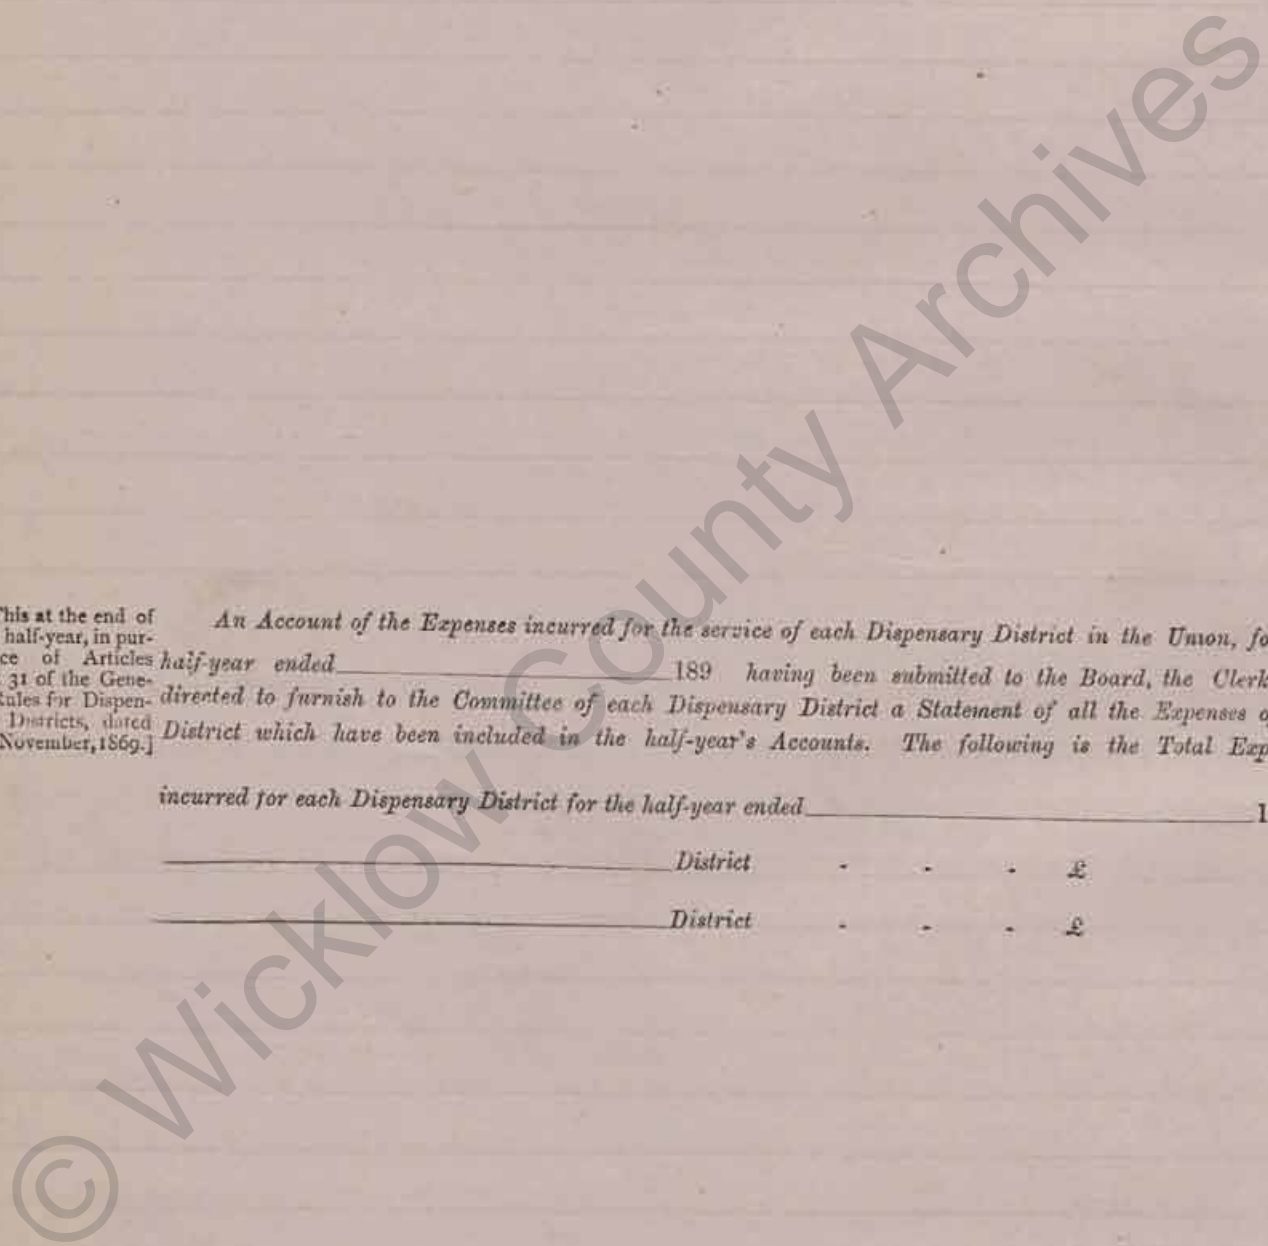 his at the end of
half-year, in pur-
ce of Articles
31 of the Gene-
ules for Dispen-
Districts, dated
November, 1869.]
An Account of the Expenses incurred for the service of each Dispensary District in the Union, fo
half-year ended 189 having been submitted to the Board, the Clerk
directed to furnish to the Committee of each Dispensary District a Statement of all the Expenses o
District which have been included in the half-year's Accounts. The following is the Total Exp
incurred for each Dispensary District for the half-year ended 1
District - - - £
District - - - £
© Wicklow County Archives